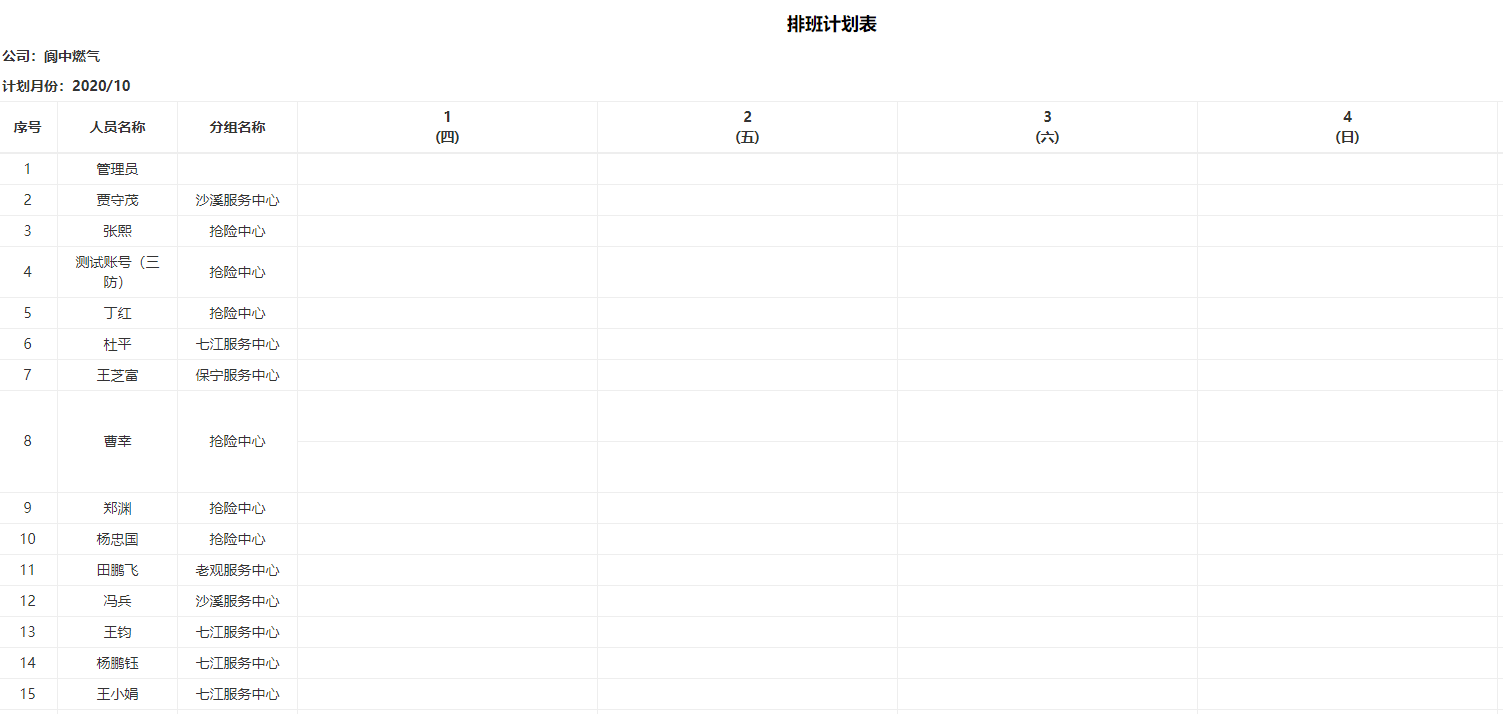 排班计划表
公司：阆中燃气
计划月份：2020/10
序号 人员名称 分组名称 1 2 3 4
(四) (五) (六) (日)
1 管理员
2 贾守茂 沙溪服务中心
3 张熙 抢险中心
4 测试账号（三防） 抢险中心
5 丁红 抢险中心
6 杜平 七江服务中心
7 王芝富 保宁服务中心
8 曹幸 抢险中心
9 郑渊 抢险中心
10 杨忠国 抢险中心
11 田鹏飞 老观服务中心
12 冯兵 沙溪服务中心
13 王钧 七江服务中心
14 杨鹏钰 七江服务中心
15 王小娟 七江服务中心